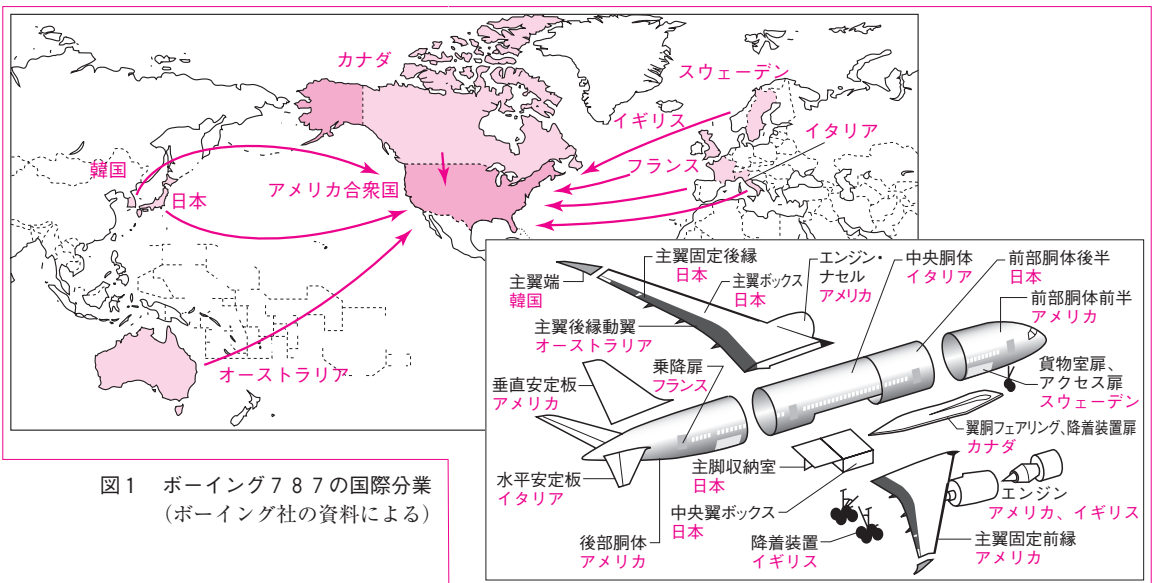 カナダ
スウェーデン
イギリス
イタリア
フランス
韓国
日本
アメリカ合衆国
オーストラリア
主翼端
韓国
主翼固定後縁
日本
主翼ボックス
日本
エンジン・
ナセル
アメリカ
中央胴体
イタリア
前部胴体後半
日本
前部胴体前半
アメリカ
主翼後縁動翼
オーストラリア
乗降扉
フランス
垂直安定板
アメリカ
貨物室扉、
アクセス扉
スウェーデン
翼胴フェアリング、降着装置扉
カナダ
水平安定板
イタリア
主脚収納室
日本
中央翼ボックス
日本
エンジン
アメリカ、イギリス
後部胴体
アメリカ
降着装置
イギリス
主翼固定前縁
アメリカ
図1 ボーイング787の国際分業
(ボーイング社の資料による)